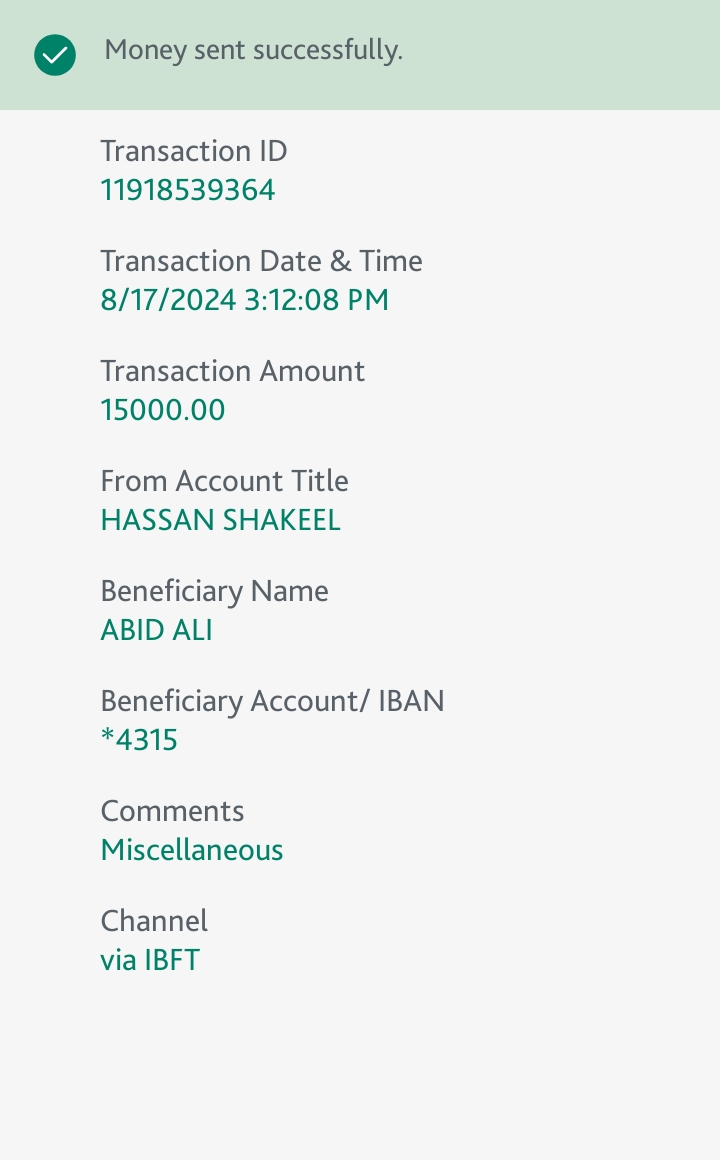 Money sent successfully.
Transaction ID
11918539364
Transaction Date & Time
8/17/2024 3:12:08 PM
Transaction Amount
15000.00
From Account Title
HASSAN SHAKEEL
Beneficiary Name
ABID ALI
Beneficiary Account/ IBAN
*4315
Comments
Miscellaneous
Channel
via IBFT